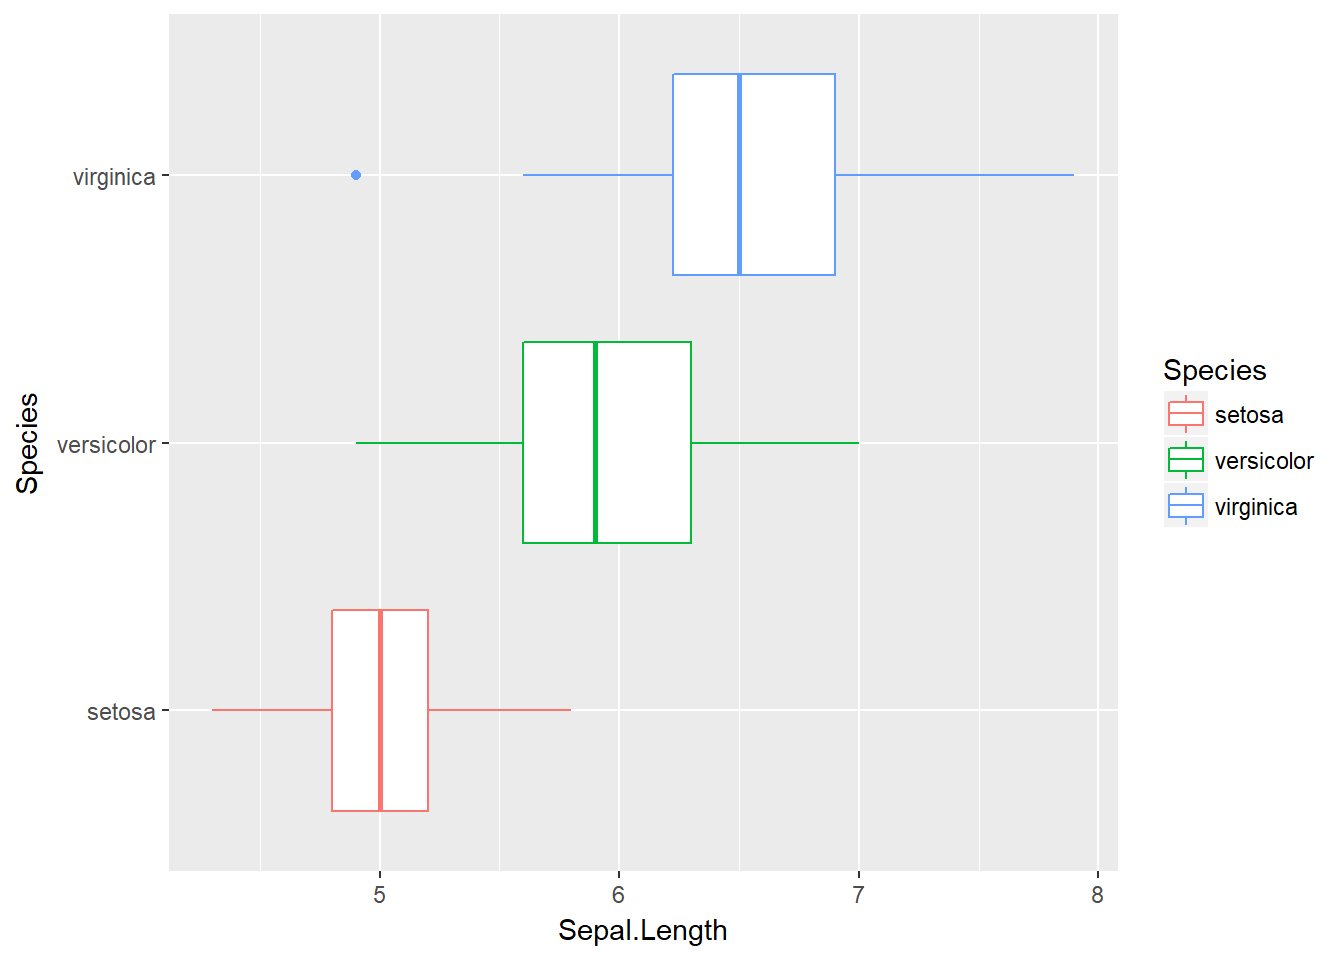 virginica
versicolor
setosa
Species
5 6 7 8
Sepal.Length
Species
setosa
versicolor
virginica